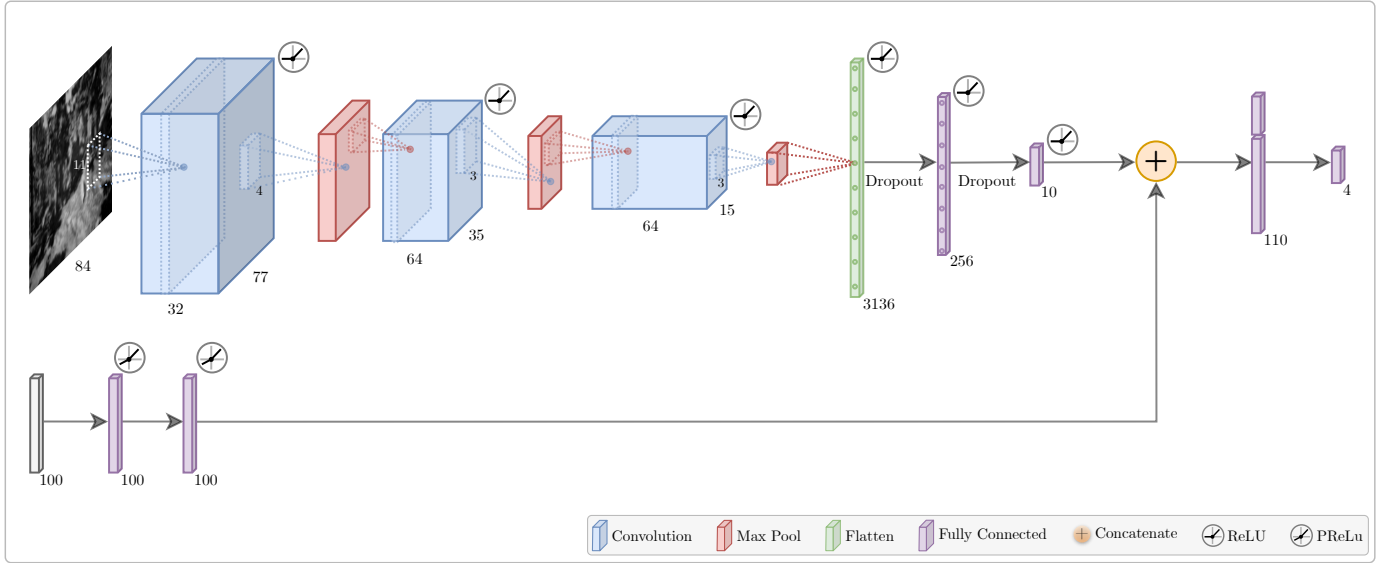 11
84
32
77
4
64
35
3
64
15
3
3136
Dropout
256
Dropout
10
110
4
100
100
100
Convolution
Max Pool
Flatten
Fully Connected
Concatenate
ReLU
PReLu